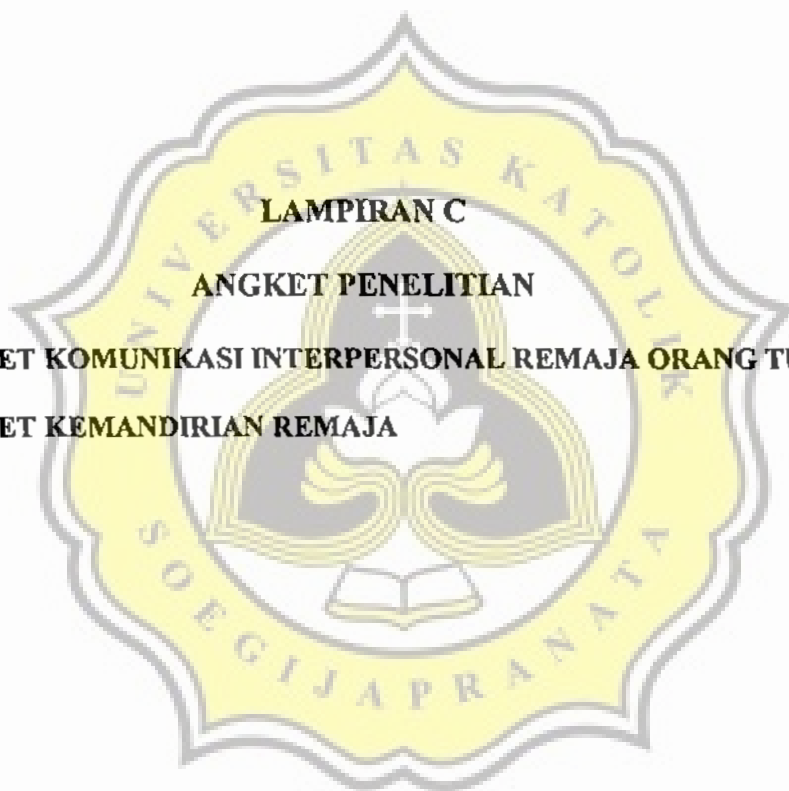 UNIVERSITAS KATOLIK
LAMPIRAN C
ANGKET PENELITIAN
ET KOMUNIKASI INTERPERSONAL REMAJA ORANG TU
ET KEMANDIRIAN REMAJA
SOEGIJAPRANATA